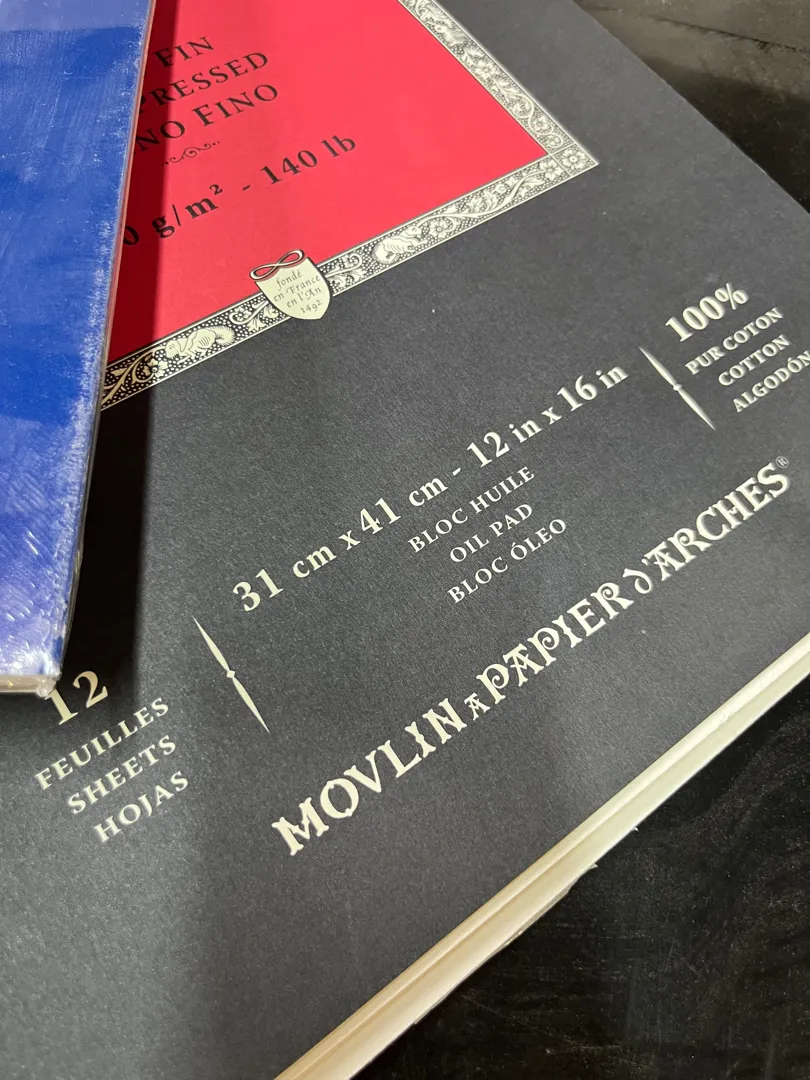 FIN
PRESSED
NO FINO
0 g/m² - 140 lb
fondé
en France
en l'An
1492
100%
PUR COTON
COTTON
ALGODÓN
31 cm x 41 cm - 12 in x 16 in
BLOC HUILE
OIL PAD
BLOC ÓLEO
12
FEUILLES
SHEETS
HOJAS
MOVLIN A PAPIER d'ARCHES®